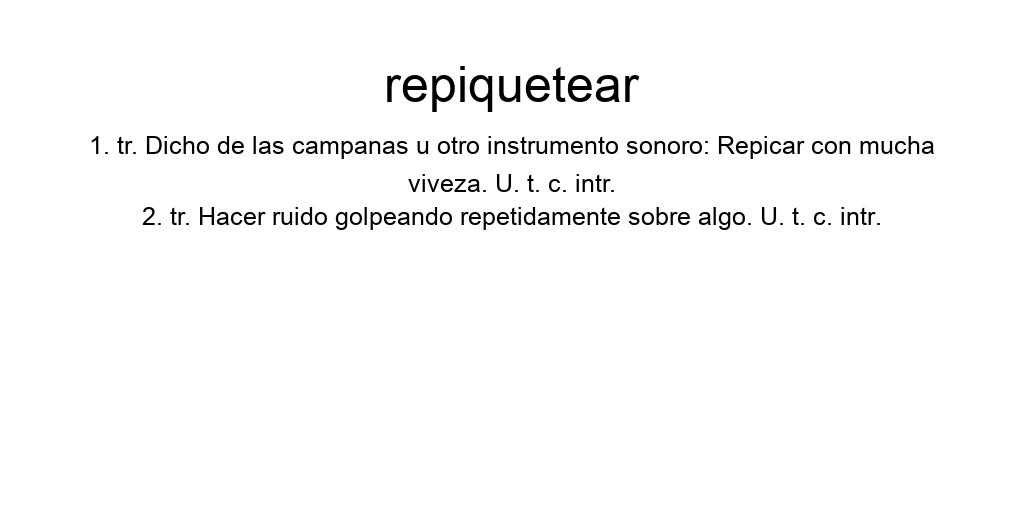 repiquetear
1. tr. Dicho de las campanas u otro instrumento sonoro: Repicar con mucha
viveza. U. t. c. intr.
2. tr. Hacer ruido golpeando repetidamente sobre algo. U. t. c. intr.